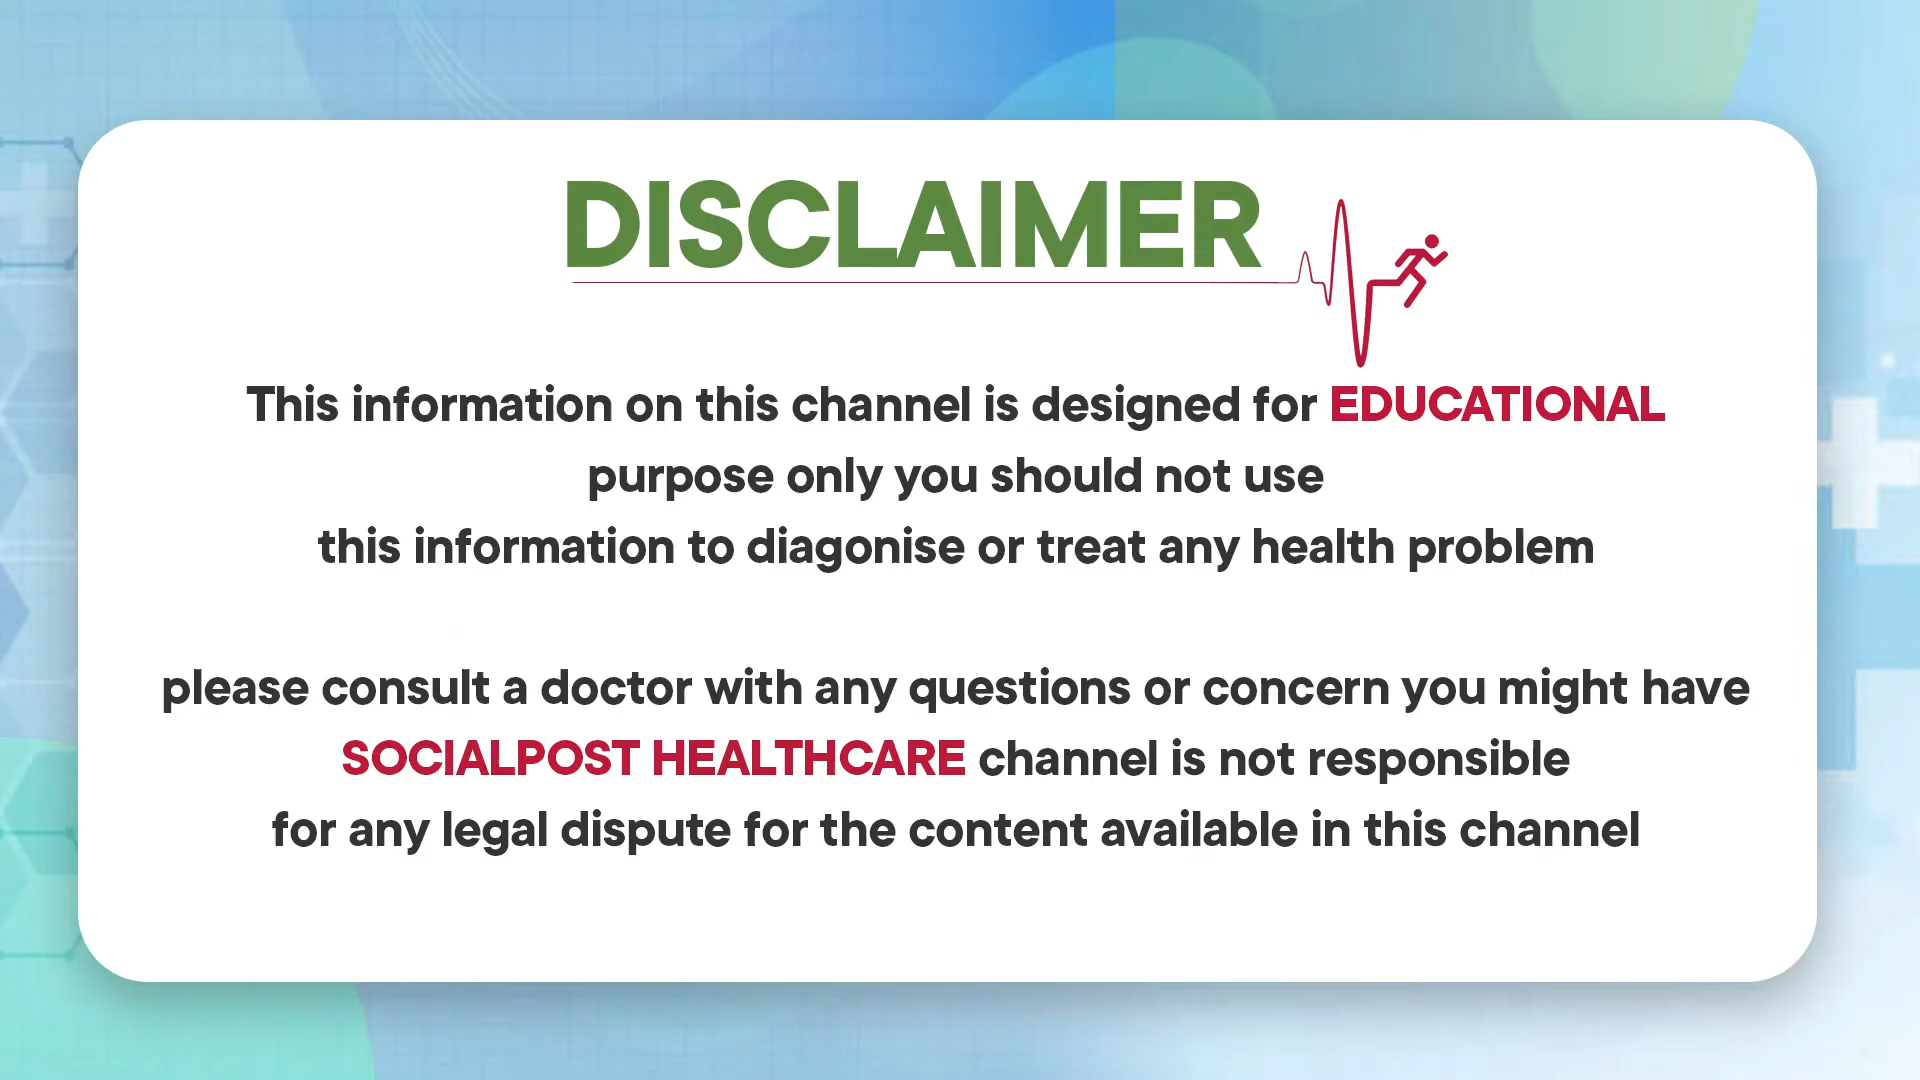 DISCLAIMER
This information on this channel is designed for EDUCATIONAL
purpose only you should not use
this information to diagonise or treat any health problem
please consult a doctor with any questions or concern you might have
SOCIALPOST HEALTHCARE channel is not responsible
for any legal dispute for the content available in this channel